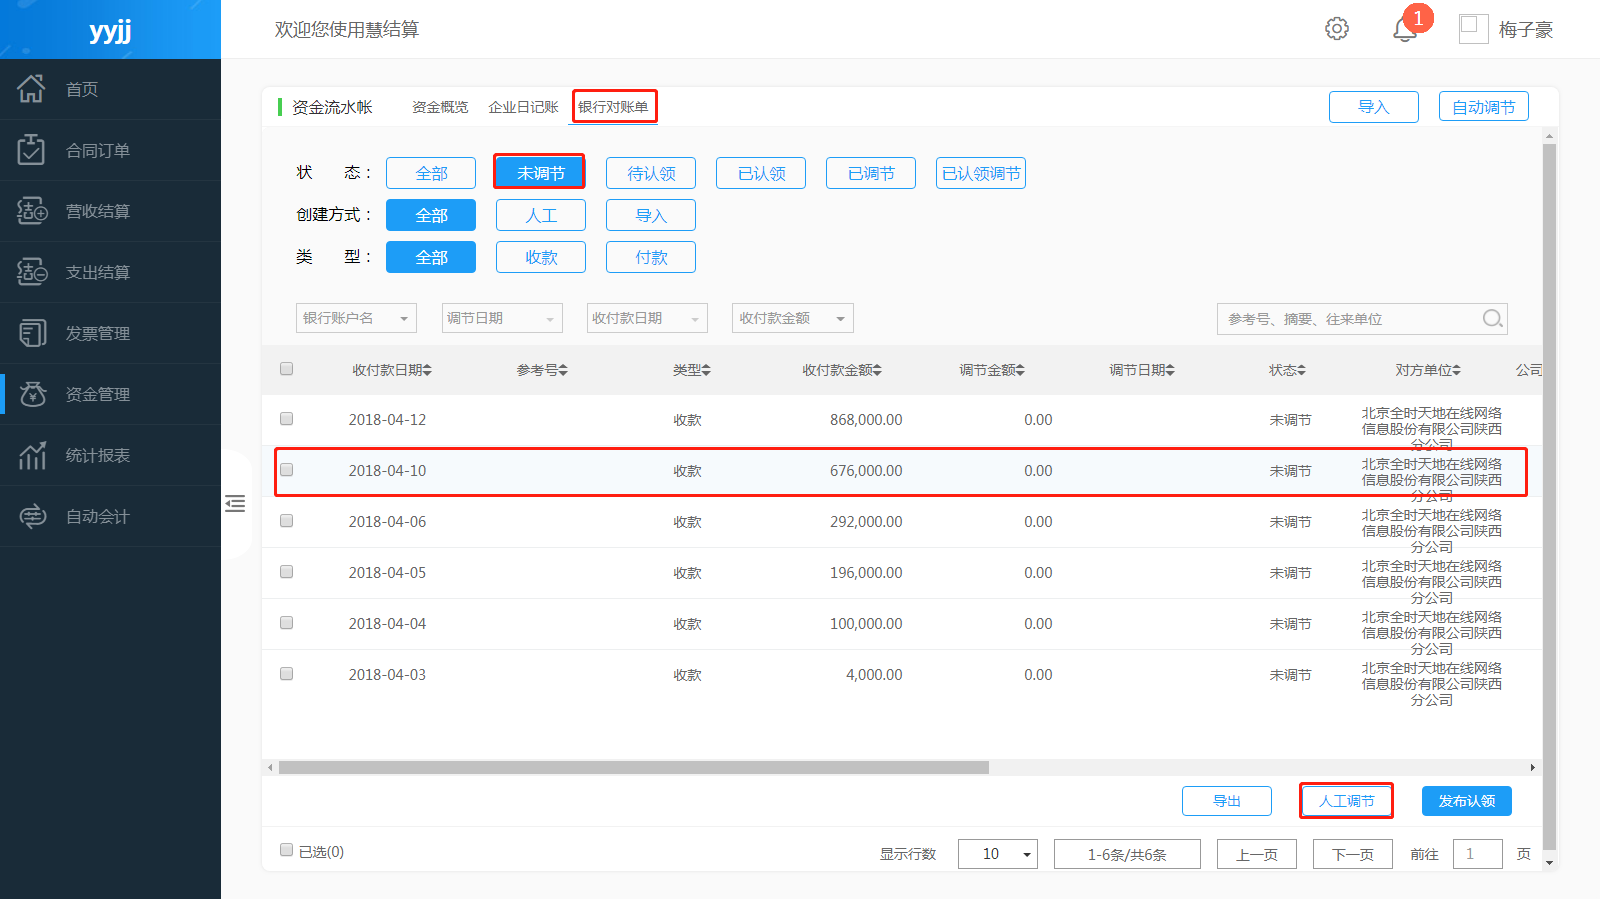 yyjj
欢迎您使用慧结算
1
梅子豪
首页
合同订单
营收结算
支出结算
发票管理
资金管理
统计报表
自动会计
资金流水帐 资金概览 企业日记账 银行对账单 导入 自动调节
状 态： 全部 未调节 待认领 已认领 已调节 已认领调节
创建方式： 全部 人工 导入
类 型： 全部 收款 付款
银行账户名 调节日期 收付款日期 收付款金额 参考号、摘要、往来单位
收付款日期 参考号 类型 收付款金额 调节金额 调节日期 状态 对方单位 公司
2018-04-12 收款 868,000.00 0.00 未调节 北京全时天地在线网络
信息股份有限公司陕西
分公司
2018-04-10 收款 676,000.00 0.00 未调节 北京全时天地在线网络
信息股份有限公司陕西
分公司
2018-04-06 收款 292,000.00 0.00 未调节 北京全时天地在线网络
信息股份有限公司陕西
分公司
2018-04-05 收款 196,000.00 0.00 未调节 北京全时天地在线网络
信息股份有限公司陕西
分公司
2018-04-04 收款 100,000.00 0.00 未调节 北京全时天地在线网络
信息股份有限公司陕西
分公司
2018-04-03 收款 4,000.00 0.00 未调节 北京全时天地在线网络
信息股份有限公司陕西
分公司
导出 人工调节 发布认领
已选(0) 显示行数 10 1-6条/共6条 上一页 下一页 前往 1 页